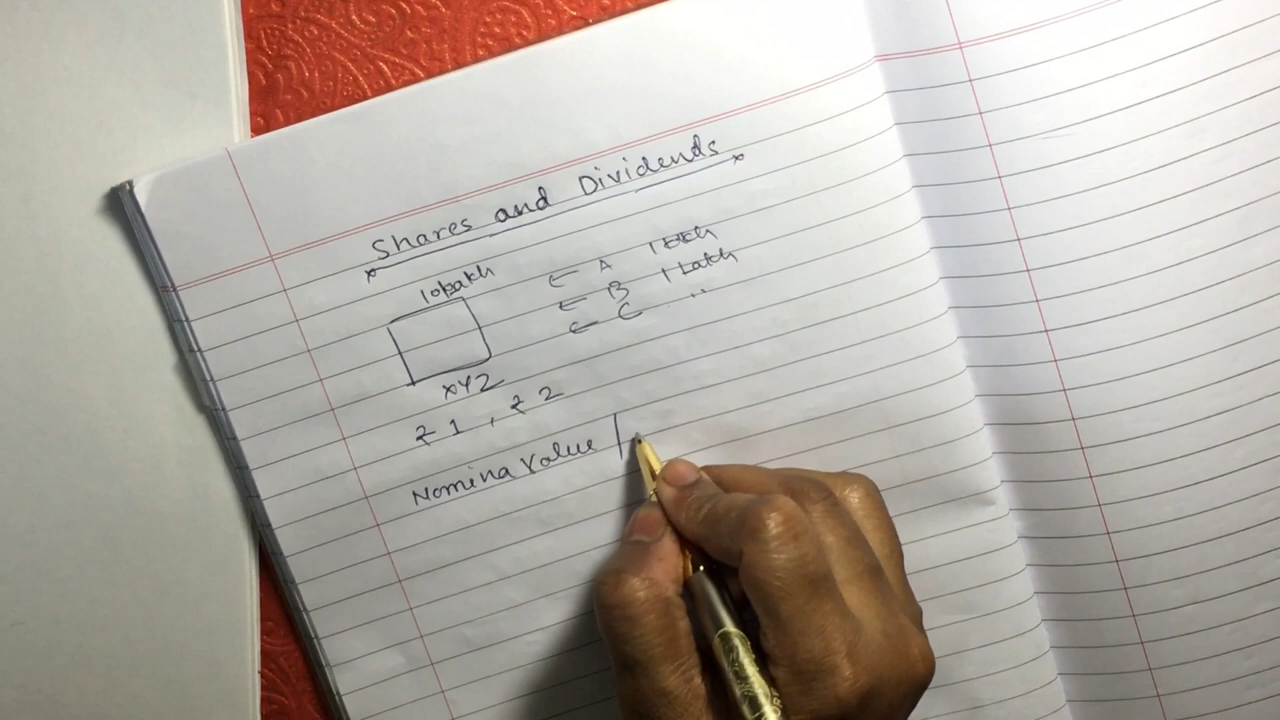 Shares and Dividends
10 Lakh
← A 1 Lakh
← B 1 Lakh
← C "
XYZ
₹ 1 , ₹ 2
Nomina Value |